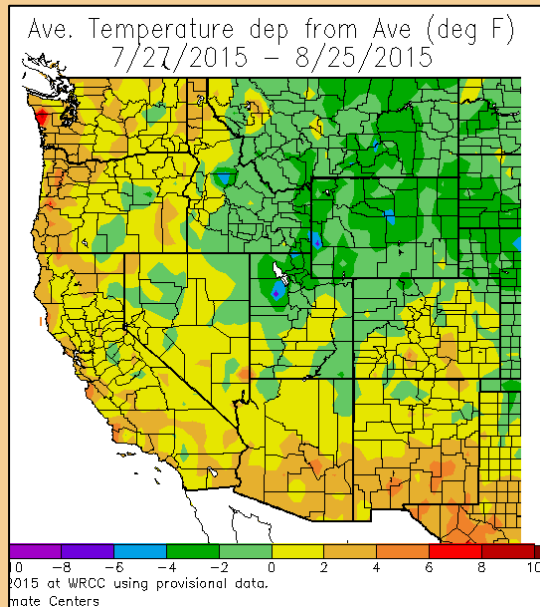 Ave. Temperature dep from Ave (deg F)
7/27/2015 – 8/25/2015
10 -8 -6 -4 -2 0 2 4 6 8 10
2015 at WRCC using provisional data.
mate Centers